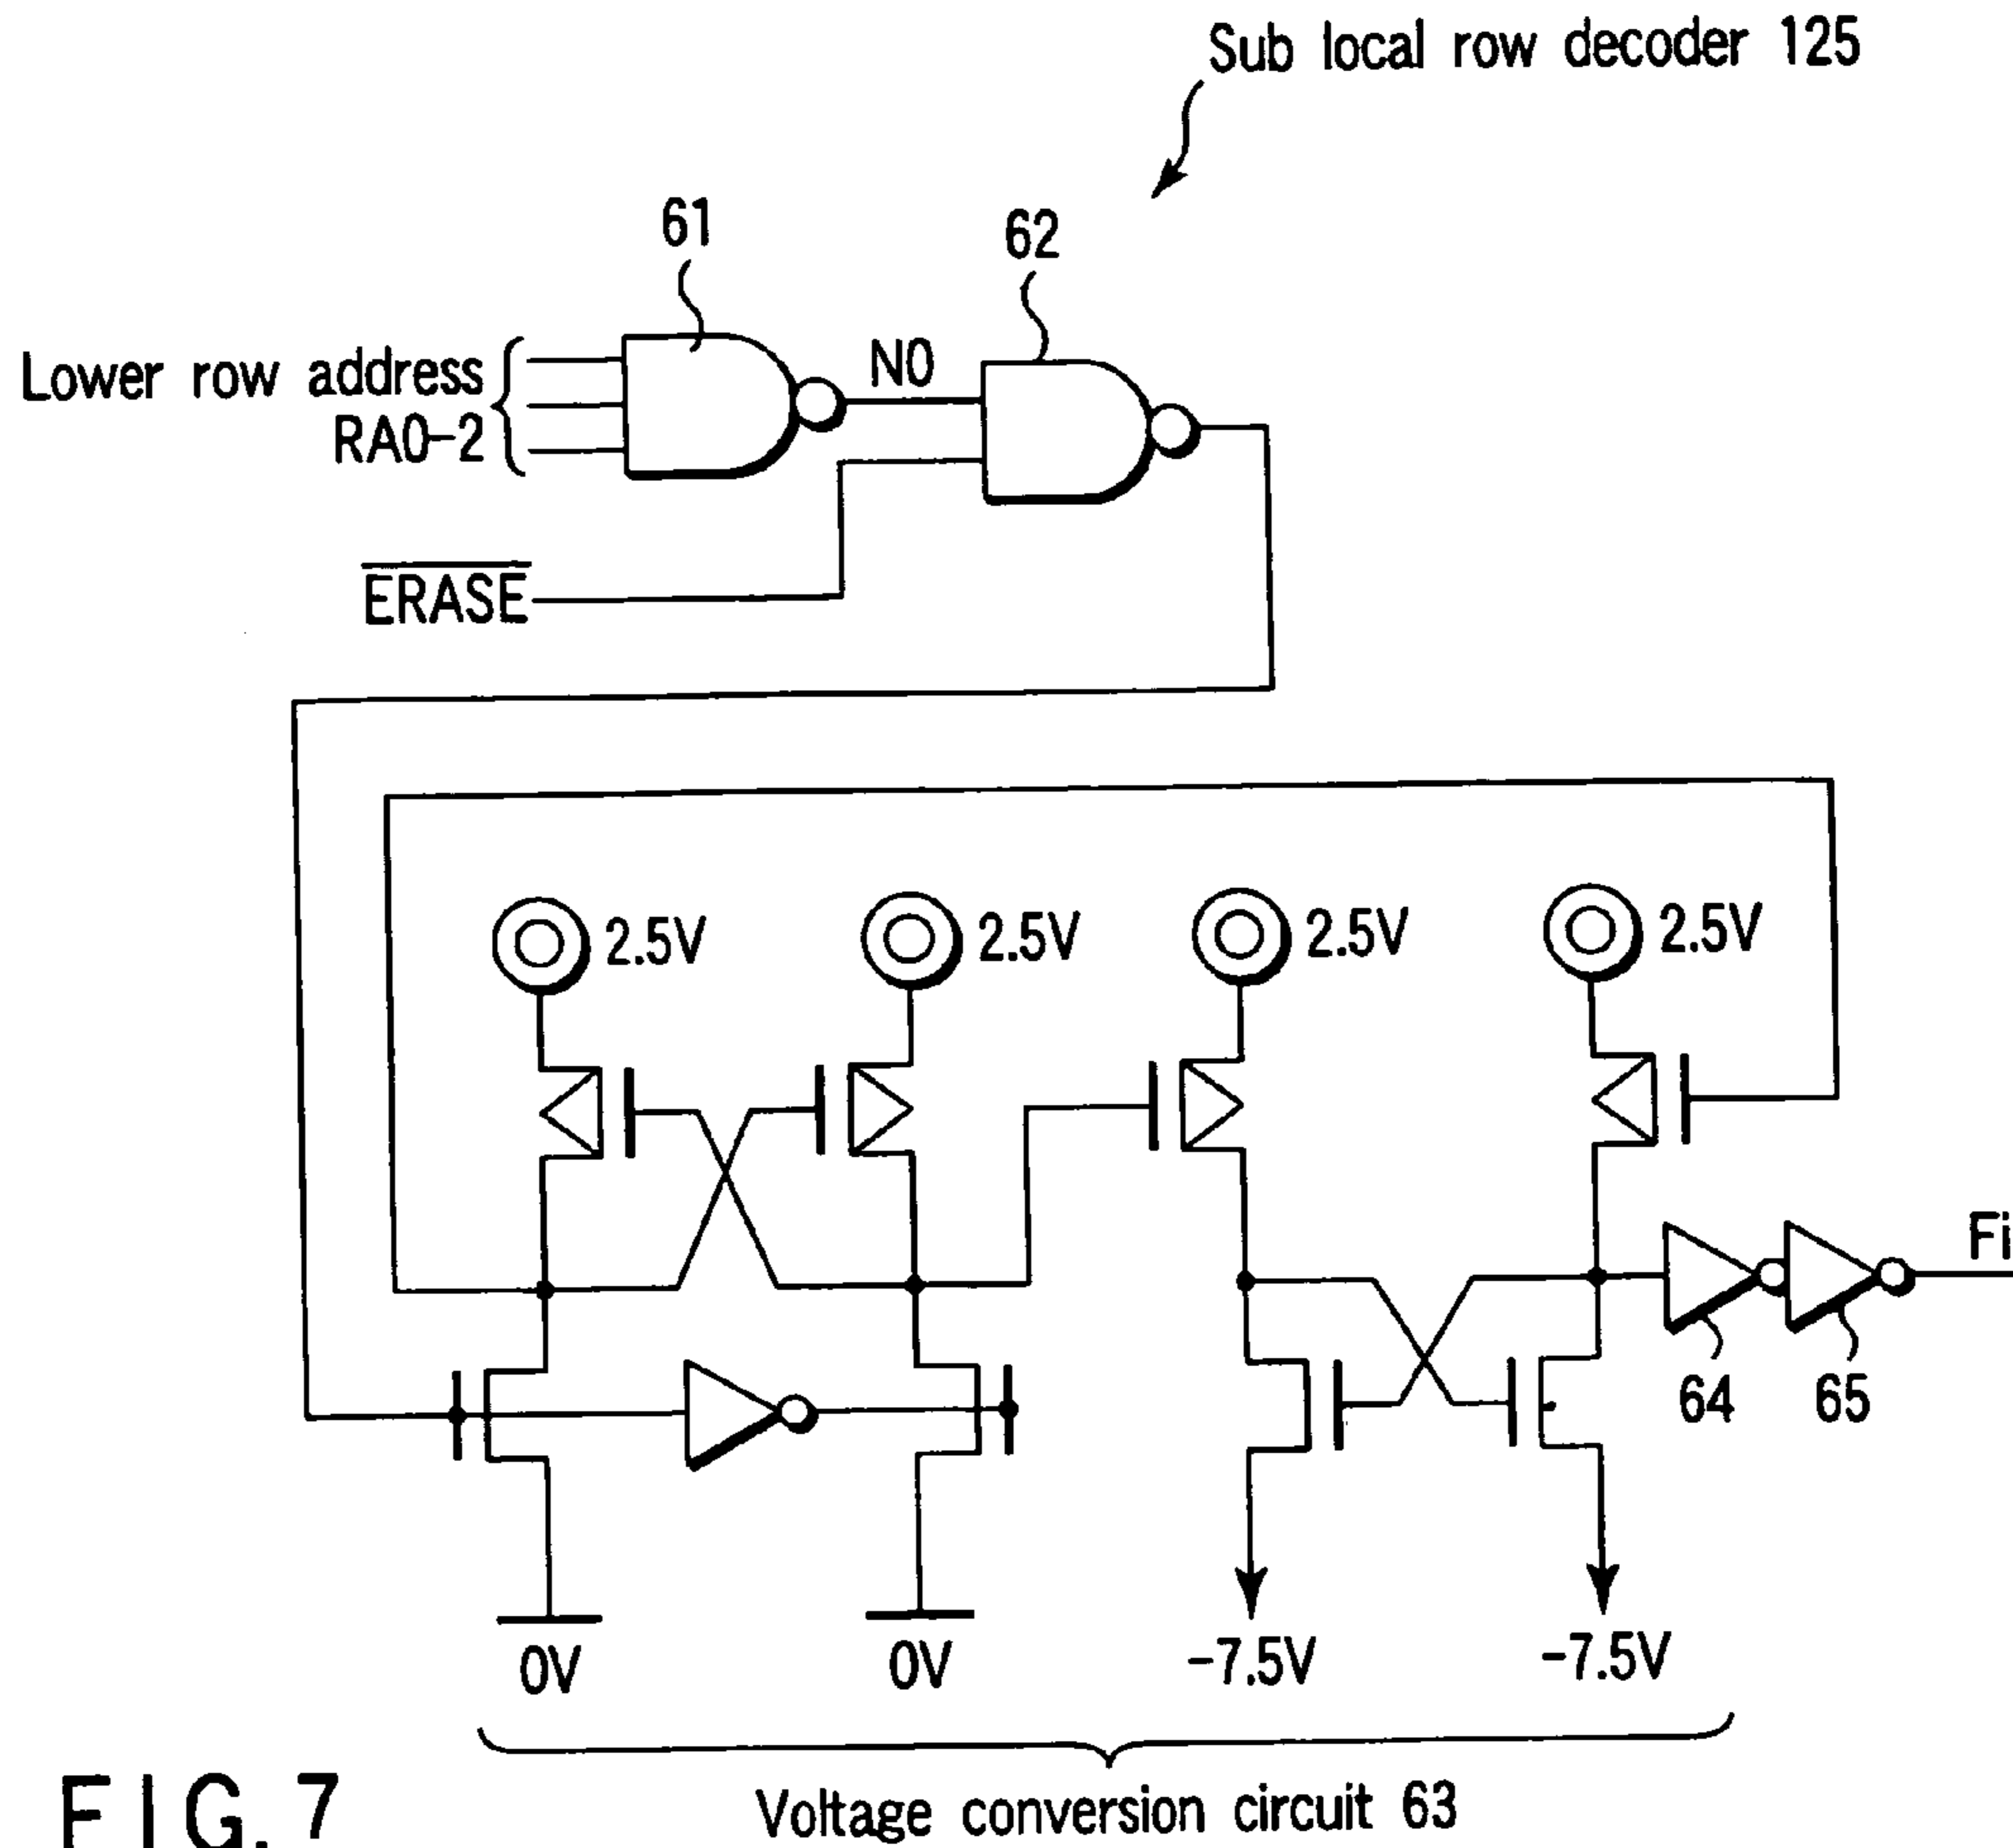 Sub local row decoder 125
61
62
Lower row address
RA0-2
N0
ERASE
2.5V
2.5V
2.5V
2.5V
Fi
64
65
0V
0V
-7.5V
-7.5V
Voltage conversion circuit 63
FIG. 7